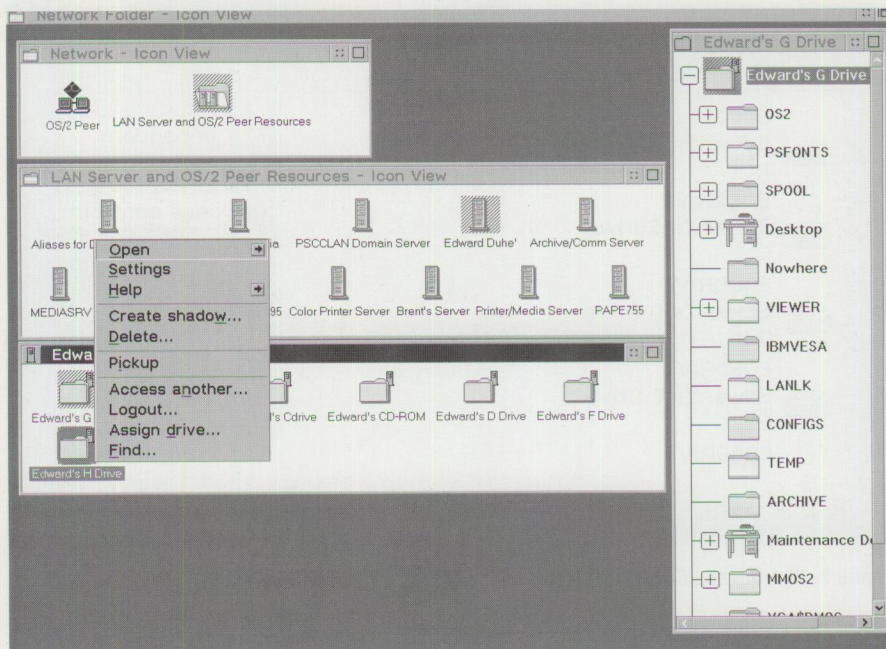 Network Folder - Icon View
Network - Icon View
OS/2 Peer
LAN Server and OS/2 Peer Resources
LAN Server and OS/2 Peer Resources - Icon View
Aliases for
PSCCLAN Domain Server
Edward Duhe'
Archive/Comm Server
MEDIASRV
95
Color Printer Server
Brent's Server
Printer/Media Server
PAPE755
Open
Settings
Help
Create shadow...
Delete...
Pickup
Access another...
Logout...
Assign drive...
Find...
Edwa
Edward's G
's Cdrive
Edward's CD-ROM
Edward's D Drive
Edward's F Drive
Edward's H Drive
Edward's G Drive
Edward's G Drive
OS2
PSFONTS
SPOOL
Desktop
Nowhere
VIEWER
IBMVESA
LANLK
CONFIGS
TEMP
ARCHIVE
Maintenance De
MMOS2